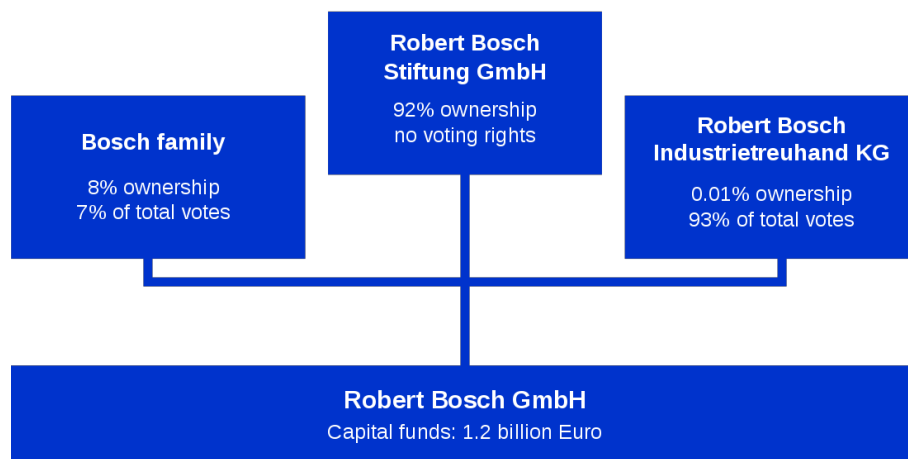 Robert Bosch
Stiftung GmbH
92% ownership
no voting rights
Bosch family
8% ownership
7% of total votes
Robert Bosch
Industrietreuhand KG
0.01% ownership
93% of total votes
Robert Bosch GmbH
Capital funds: 1.2 billion Euro